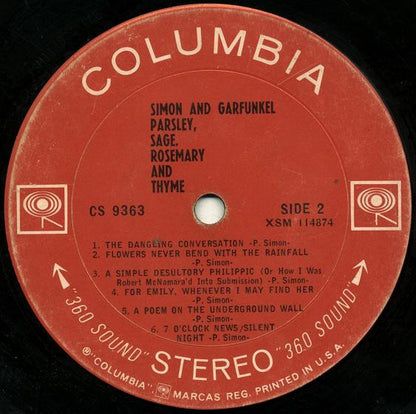 COLUMBIA
SIMON AND GARFUNKEL
PARSLEY,
SAGE,
ROSEMARY
AND
THYME
CS 9363
SIDE 2
XSM 114874
1. THE DANGLING CONVERSATION -P. Simon-
2. FLOWERS NEVER BEND WITH THE RAINFALL
-P. Simon-
3. A SIMPLE DESULTORY PHILIPPIC (Or How I Was
Robert McNamara'd Into Submission) -P. Simon-
4. FOR EMILY, WHENEVER I MAY FIND HER
-P. Simon-
5. A POEM ON THE UNDERGROUND WALL
-P. Simon-
6. 7 O'CLOCK NEWS/SILENT
NIGHT -P. Simon-
"360 SOUND" STEREO "360 SOUND"
® "COLUMBIA" MARCAS REG. PRINTED IN U.S.A.